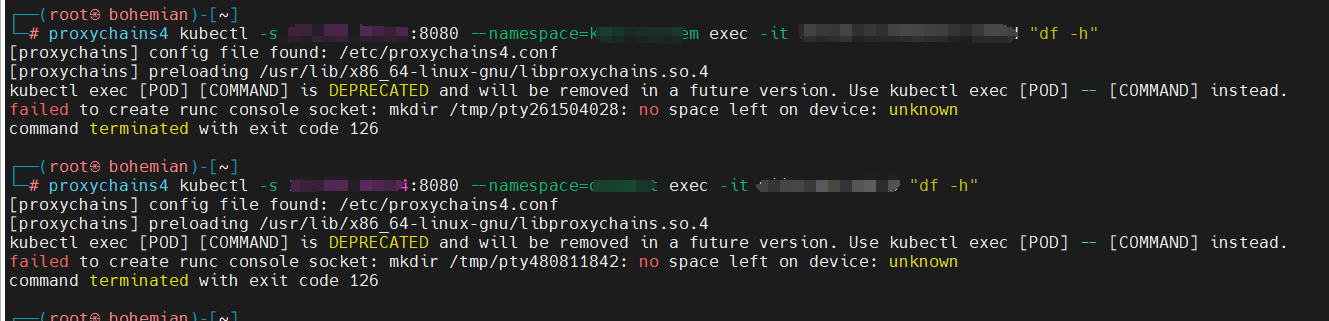 ┌──(root㉿ bohemian)-[~]
└─# proxychains4 kubectl -s :8080 --namespace=k em exec -it d "df -h"
[proxychains] config file found: /etc/proxychains4.conf
[proxychains] preloading /usr/lib/x86_64-linux-gnu/libproxychains.so.4
kubectl exec [POD] [COMMAND] is DEPRECATED and will be removed in a future version. Use kubectl exec [POD] -- [COMMAND] instead.
failed to create runc console socket: mkdir /tmp/pty261504028: no space left on device: unknown
command terminated with exit code 126
┌──(root㉿ bohemian)-[~]
└─# proxychains4 kubectl -s 4:8080 --namespace= t exec -it "df -h"
[proxychains] config file found: /etc/proxychains4.conf
[proxychains] preloading /usr/lib/x86_64-linux-gnu/libproxychains.so.4
kubectl exec [POD] [COMMAND] is DEPRECATED and will be removed in a future version. Use kubectl exec [POD] -- [COMMAND] instead.
failed to create runc console socket: mkdir /tmp/pty480811842: no space left on device: unknown
command terminated with exit code 126
┌──(root㉿ bohemian)-[~]